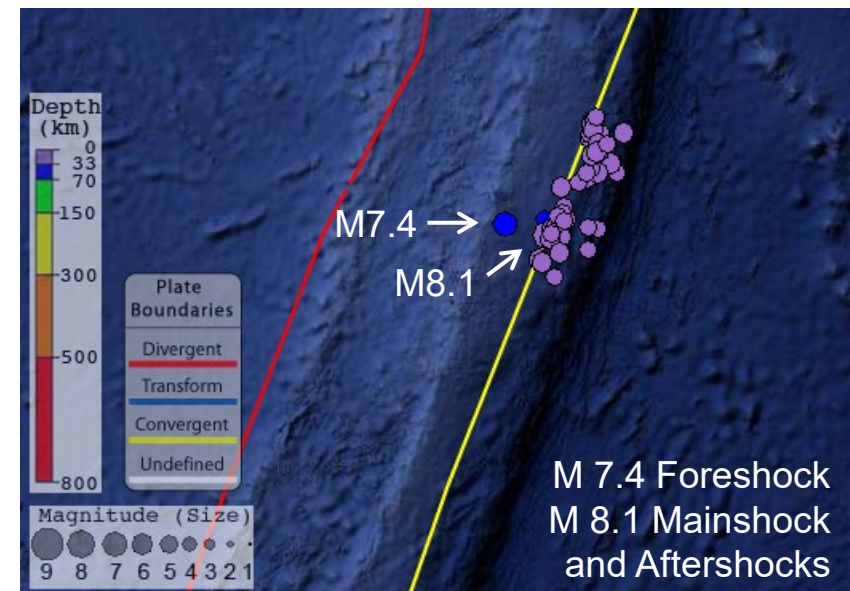 Depth
(km)
0
33
70
150
300
500
800
M7.4
M8.1
Plate
Boundaries
Divergent
Transform
Convergent
Undefined
Magnitude (Size)
9 8 7 6 5 4 3 2 1
M 7.4 Foreshock
M 8.1 Mainshock
and Aftershocks